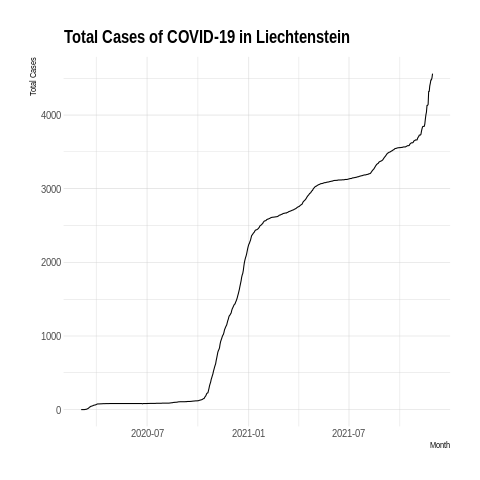 Total Cases of COVID-19 in Liechtenstein
Total Cases
4000
3000
2000
1000
0
2020-07
2021-01
2021-07
Month